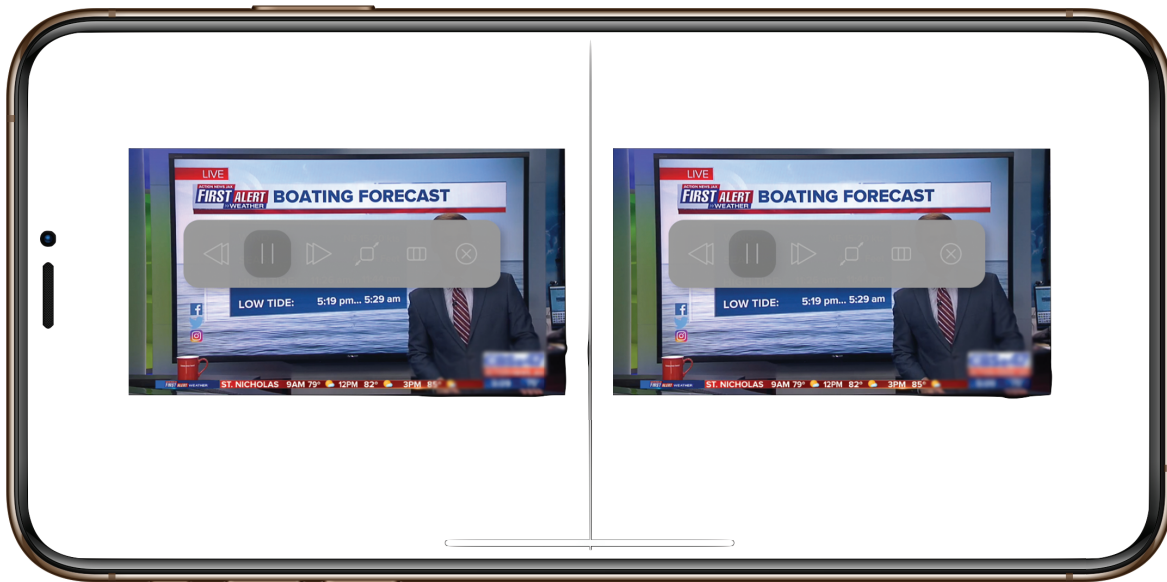 LIVE
ACTION NEWS JAX
FIRST ALERT
WEATHER
BOATING FORECAST
LOW TIDE: 5:19 pm... 5:29 am
FIRST ALERT WEATHER ST. NICHOLAS 9AM 79° 12PM 82° 3PM 85°
LIVE
ACTION NEWS JAX
FIRST ALERT
WEATHER
BOATING FORECAST
LOW TIDE: 5:19 pm... 5:29 am
FIRST ALERT WEATHER ST. NICHOLAS 9AM 79° 12PM 82° 3PM 85°